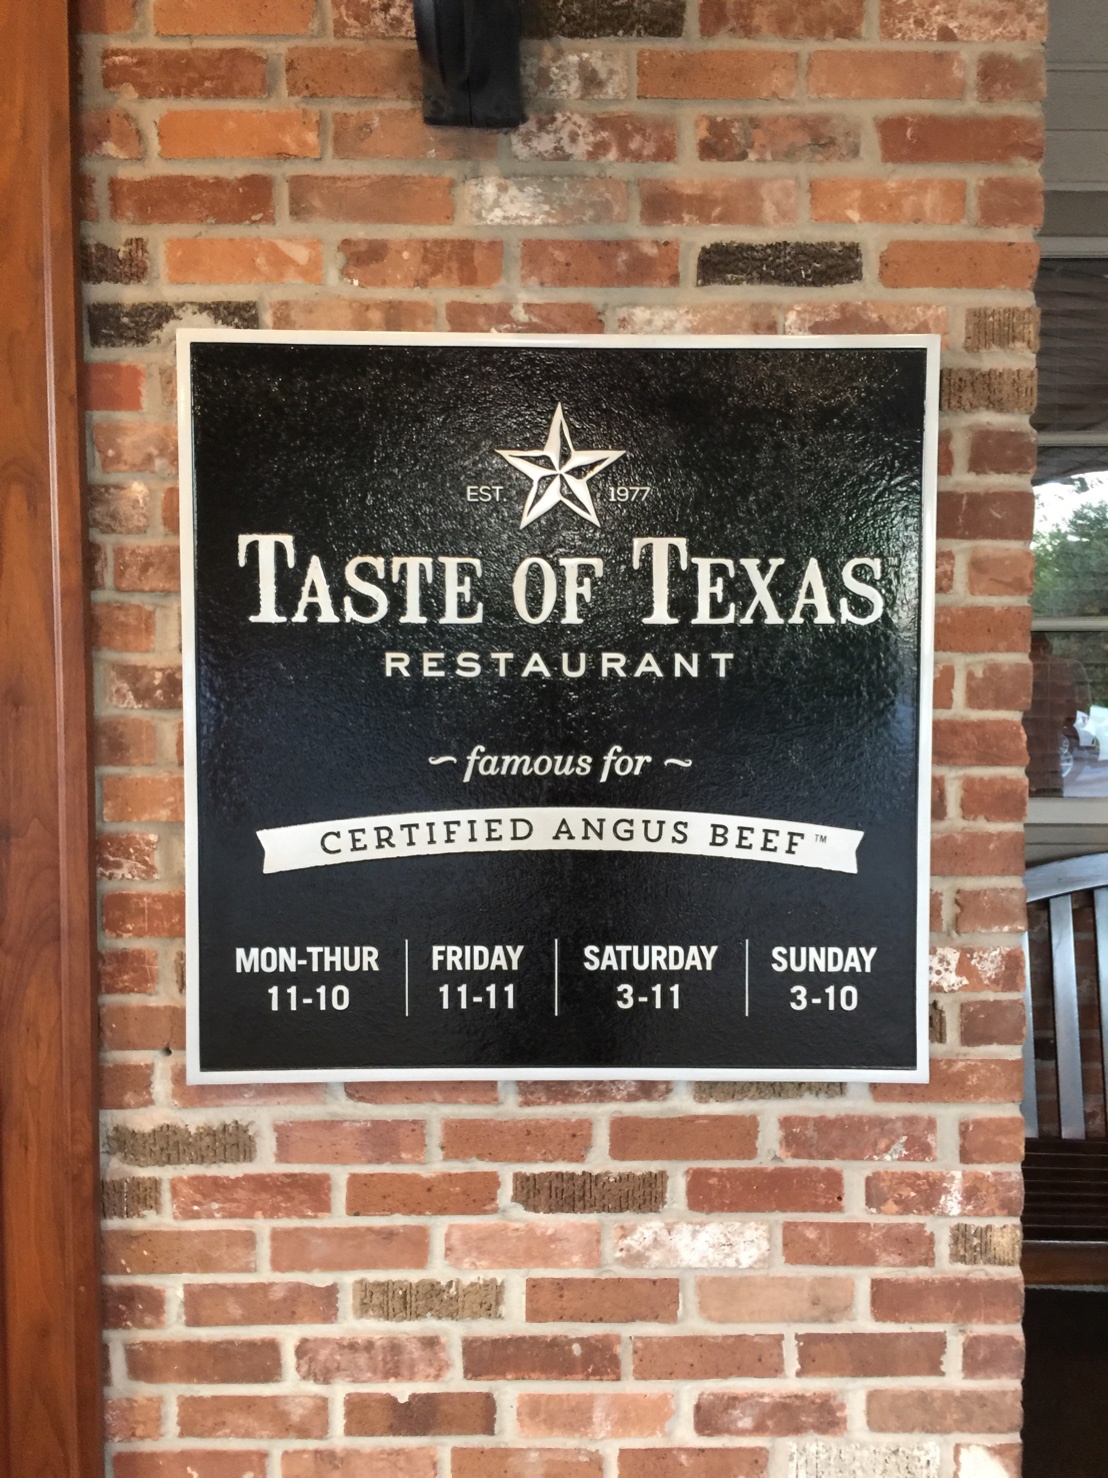 EST. 1977
TASTE OF TEXAS
RESTAURANT
~ famous for ~
CERTIFIED ANGUS BEEF™
MON-THUR FRIDAY SATURDAY SUNDAY
11-10 11-11 3-11 3-10